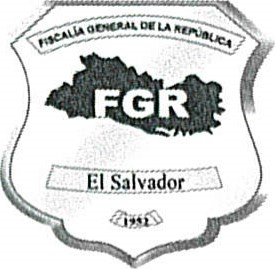 FISCALÍA GENERAL DE LA REPÚBLICA
FGR
El Salvador
1952